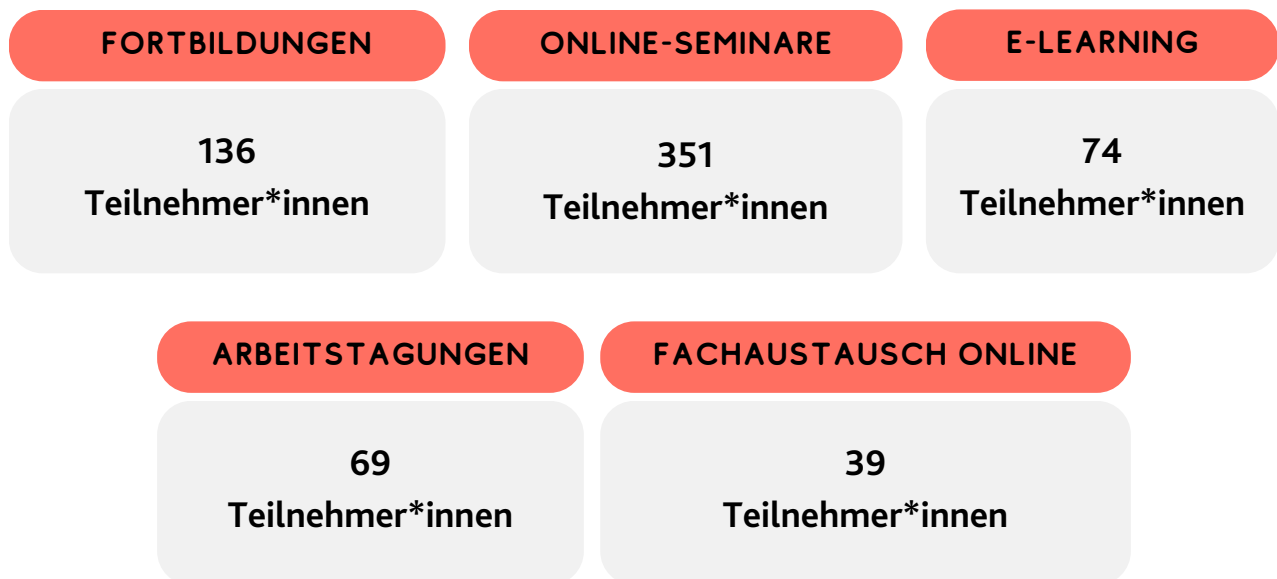 FORTBILDUNGEN
136
Teilnehmer*innen
ONLINE-SEMINARE
351
Teilnehmer*innen
E-LEARNING
74
Teilnehmer*innen
ARBEITSTAGUNGEN
69
Teilnehmer*innen
FACHAUSTAUSCH ONLINE
39
Teilnehmer*innen